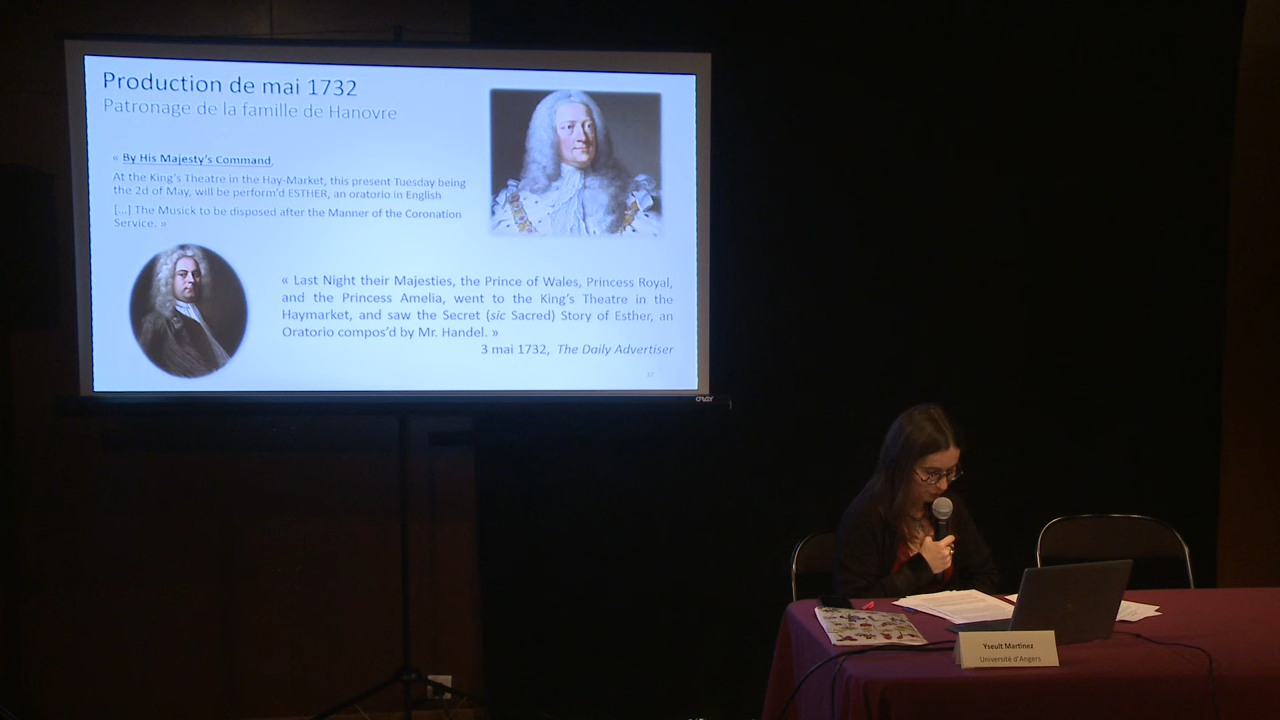 Production de mai 1732
Patronage de la famille de Hanovre
« By His Majesty's Command,
At the King's Theatre in the Hay-Market, this present Tuesday being
the 2d of May, will be perform'd ESTHER, an oratorio in English
[...] The Musick to be disposed after the Manner of the Coronation
Service. »
« Last Night their Majesties, the Prince of Wales, Princess Royal,
and the Princess Amelia, went to the King's Theatre in the
Haymarket, and saw the Secret (sic Sacred) Story of Esther, an
Oratorio compos'd by Mr. Handel. »
3 mai 1732, The Daily Advertiser
Yseult Martinez
Université d'Angers